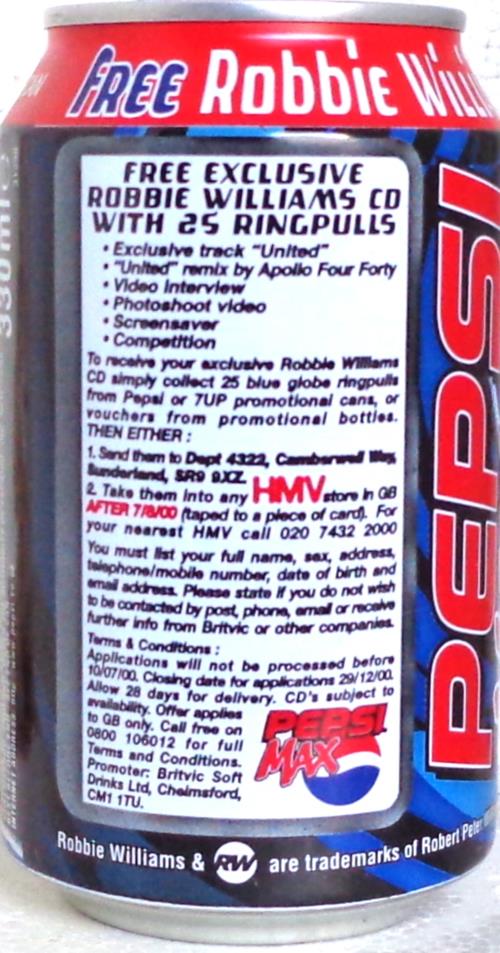 FREE Robbie Willi
FREE EXCLUSIVE
ROBBIE WILLIAMS CD
WITH 25 RINGPULLS
• Exclusive track "United"
• "United" remix by Apollo Four Forty
• Video Interview
• Photoshoot video
• Screensaver
• Competition
To receive your exclusive Robbie Williams
CD simply collect 25 blue globe ringpulls
from Pepsi or 7UP promotional cans, or
vouchers from promotional bottles.
THEN EITHER :
1. Send them to Dept 4322, Camberwell Way,
Sunderland, SR9 9XZ.
2. Take them into any HMV store in GB
AFTER 7/8/00 (taped to a piece of card). For
your nearest HMV call 020 7432 2000
You must list your full name, sex, address,
telephone/mobile number, date of birth and
email address. Please state if you do not wish
to be contacted by post, phone, email or receive
further info from Britvic or other companies.
Terms & Conditions :
Applications will not be processed before
10/07/00. Closing date for applications 29/12/00.
Allow 28 days for delivery. CD's subject to
availability. Offer applies
to GB only. Call free on
0800 106012 for full
Terms and Conditions.
Promoter: Britvic Soft
Drinks Ltd, Chelmsford,
CM1 1TU.
PEPSI
MAX
Robbie Williams & RW are trademarks of Robert Peter
PEPSI
330ml